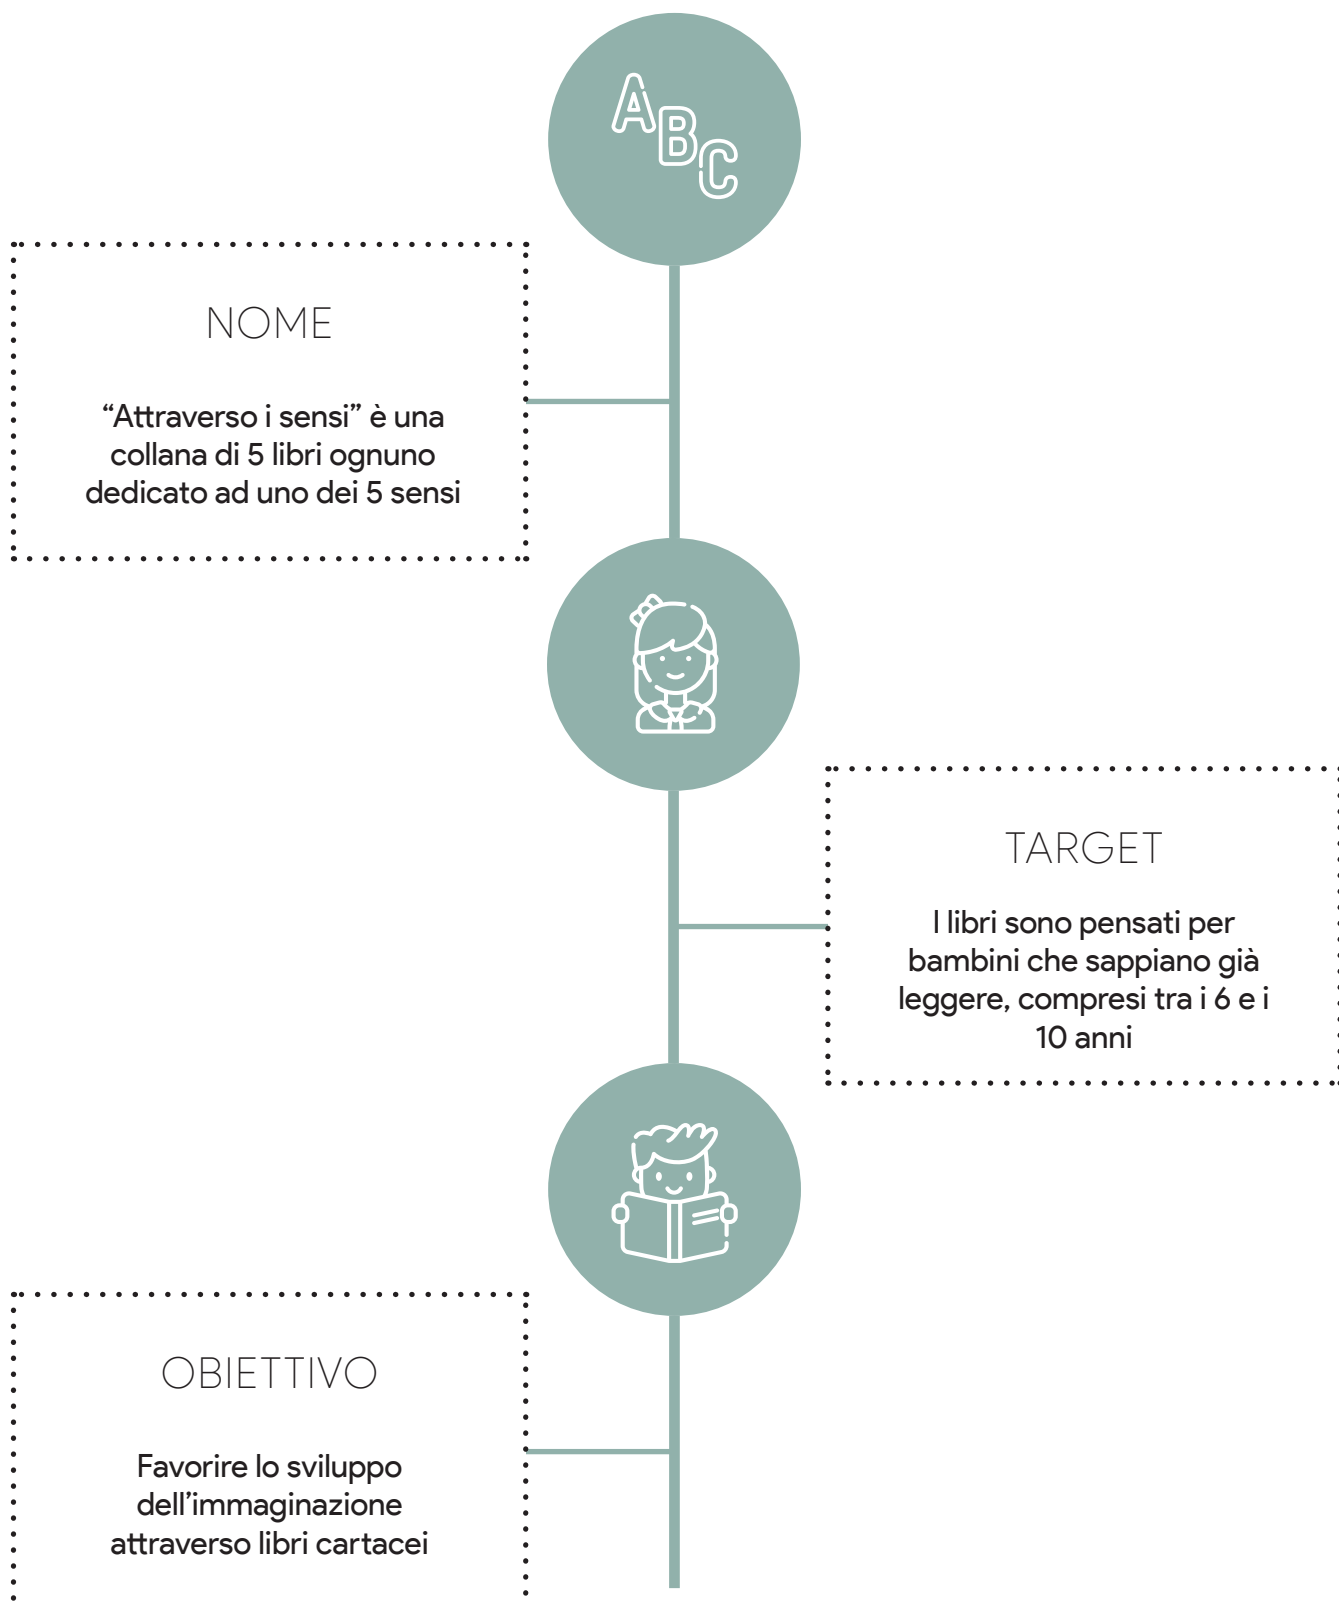 ABC
NOME
“Attraverso i sensi” è una
collana di 5 libri ognuno
dedicato ad uno dei 5 sensi
TARGET
I libri sono pensati per
bambini che sappiano già
leggere, compresi tra i 6 e i
10 anni
OBIETTIVO
Favorire lo sviluppo
dell’immaginazione
attraverso libri cartacei